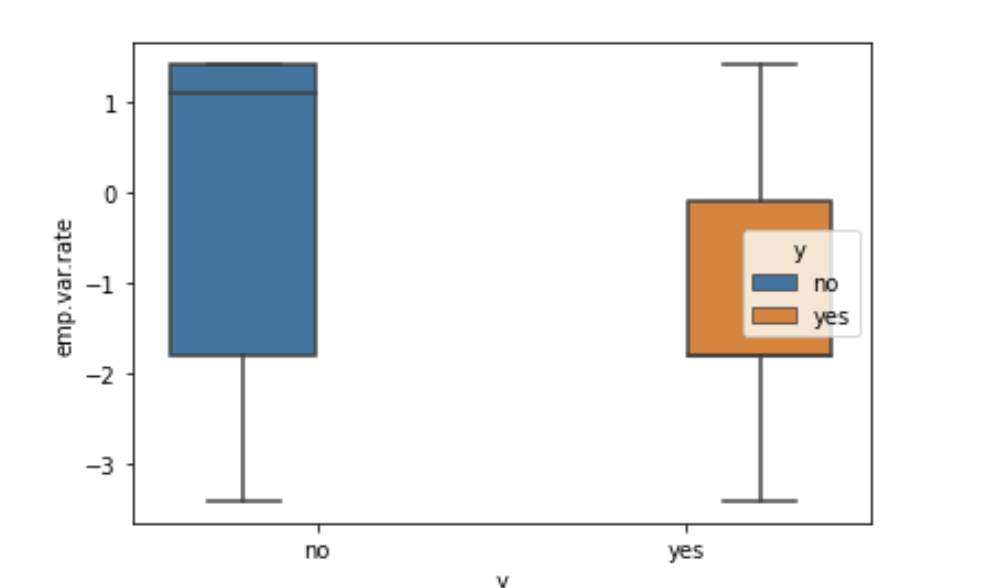 1
0
−1
−2
−3
emp.var.rate
no
yes
y
y
no
yes